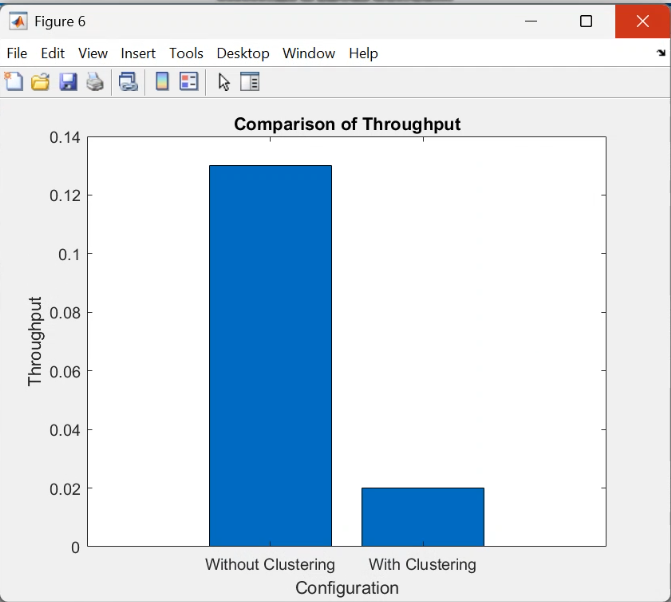 Figure 6
File Edit View Insert Tools Desktop Window Help
Comparison of Throughput
0.14
0.12
0.1
0.08
0.06
0.04
0.02
0
Throughput
Without Clustering With Clustering
Configuration